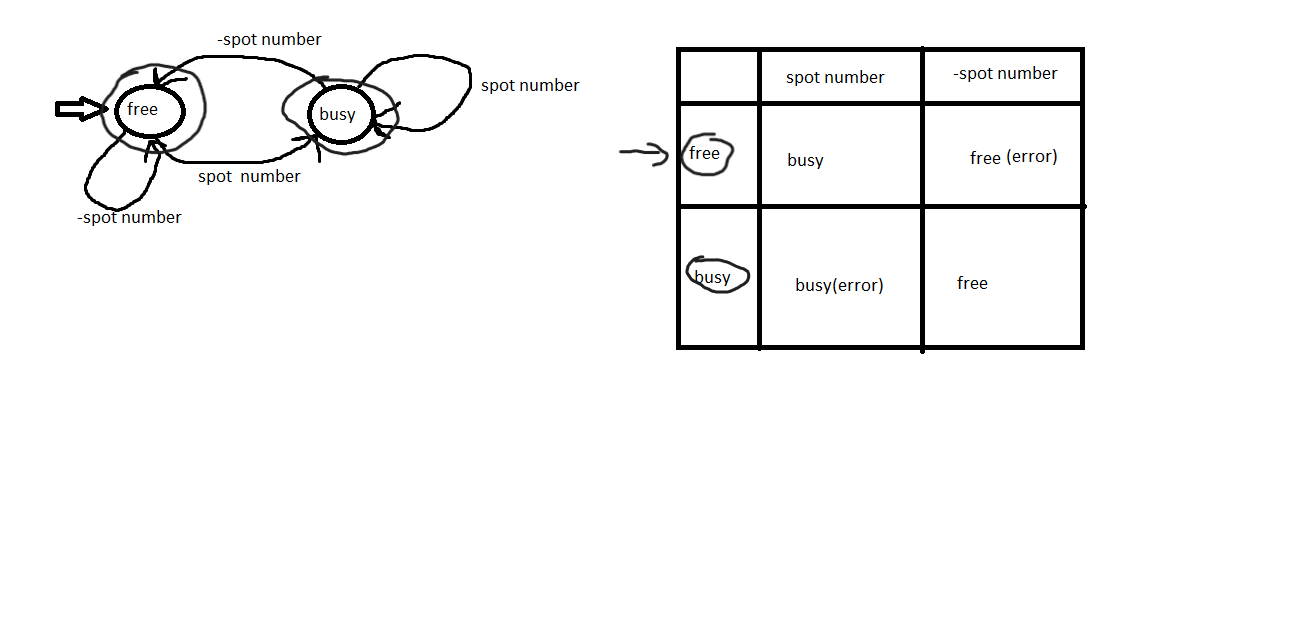 -spot number
free
busy
spot number
spot number
-spot number
spot number
-spot number
free
busy
free (error)
busy
busy(error)
free